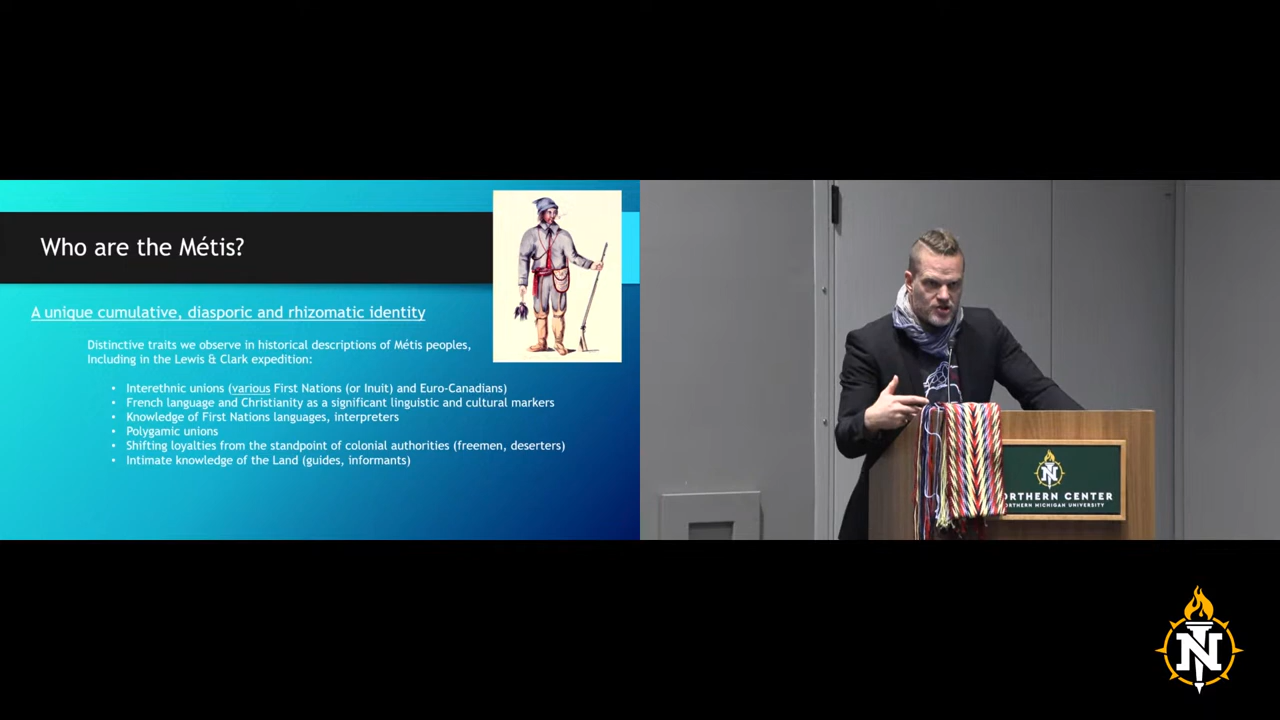 Who are the Métis?
A unique cumulative, diasporic and rhizomatic identity
Distinctive traits we observe in historical descriptions of Métis peoples,
Including in the Lewis & Clark expedition:
• Interethnic unions (various First Nations (or Inuit) and Euro-Canadians)
• French language and Christianity as a significant linguistic and cultural markers
• Knowledge of First Nations languages, interpreters
• Polygamic unions
• Shifting loyalties from the standpoint of colonial authorities (freemen, deserters)
• Intimate knowledge of the Land (guides, informants)
N
ORTHERN CENTER
ORTHERN MICHIGAN UNIVERSITY
N